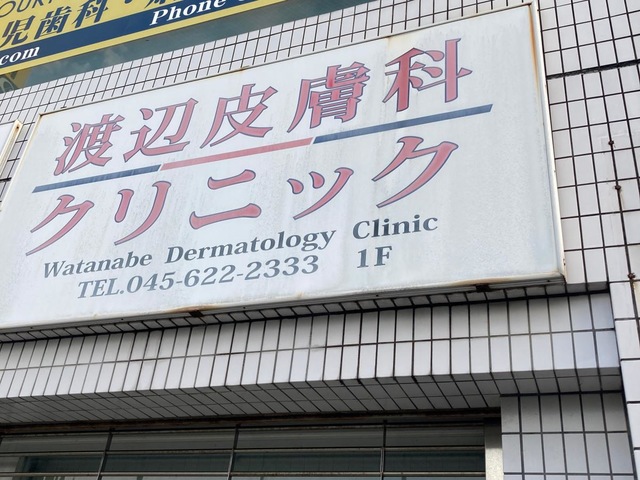 児歯科・
Phone
.com
渡辺皮膚科
クリニック
Watanabe Dermatology Clinic
TEL.045-622-2333 1F